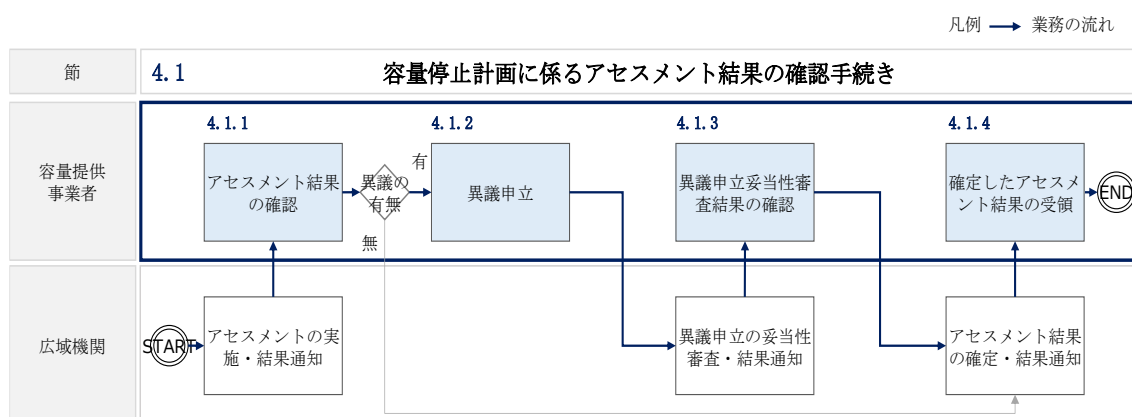 凡例 業務の流れ
節
4.1 容量停止計画に係るアセスメント結果の確認手続き
容量提供
事業者
4.1.1
アセスメント結果
の確認
異議の
有無
有
無
4.1.2
異議申立
4.1.3
異議申立妥当性審
査結果の確認
4.1.4
確定したアセスメ
ント結果の受領
END
広域機関
START
アセスメントの実
施・結果通知
異議申立の妥当性
審査・結果通知
アセスメント結果
の確定・結果通知